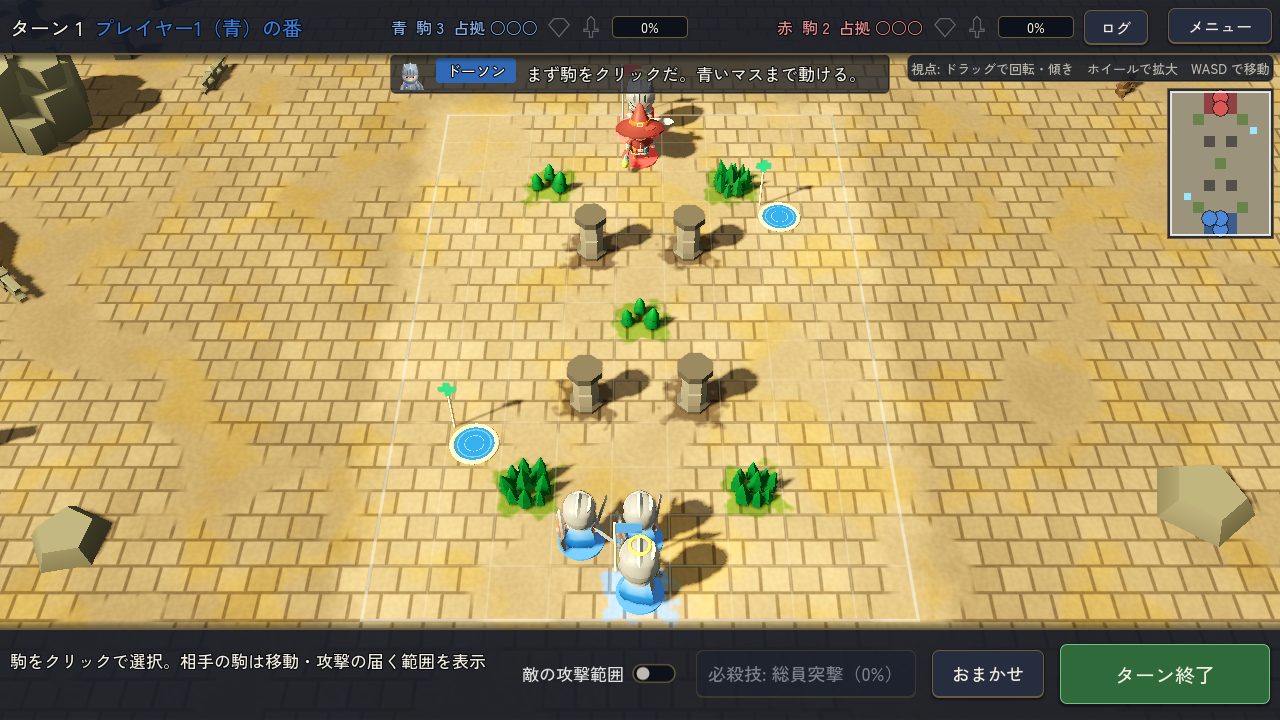 ターン 1 プレイヤー1（青）の番
青 駒 3 占拠 〇〇〇 0%
赤 駒 2 占拠 〇〇〇 0%
ログ
メニュー
ドーソン まず駒をクリックだ。青いマスまで動ける。
視点: ドラッグで回転・傾き ホイールで拡大 WASD で移動
駒をクリックで選択。相手の駒は移動・攻撃の届く範囲を表示
敵の攻撃範囲
必殺技: 総員突撃（0%）
おまかせ
ターン終了